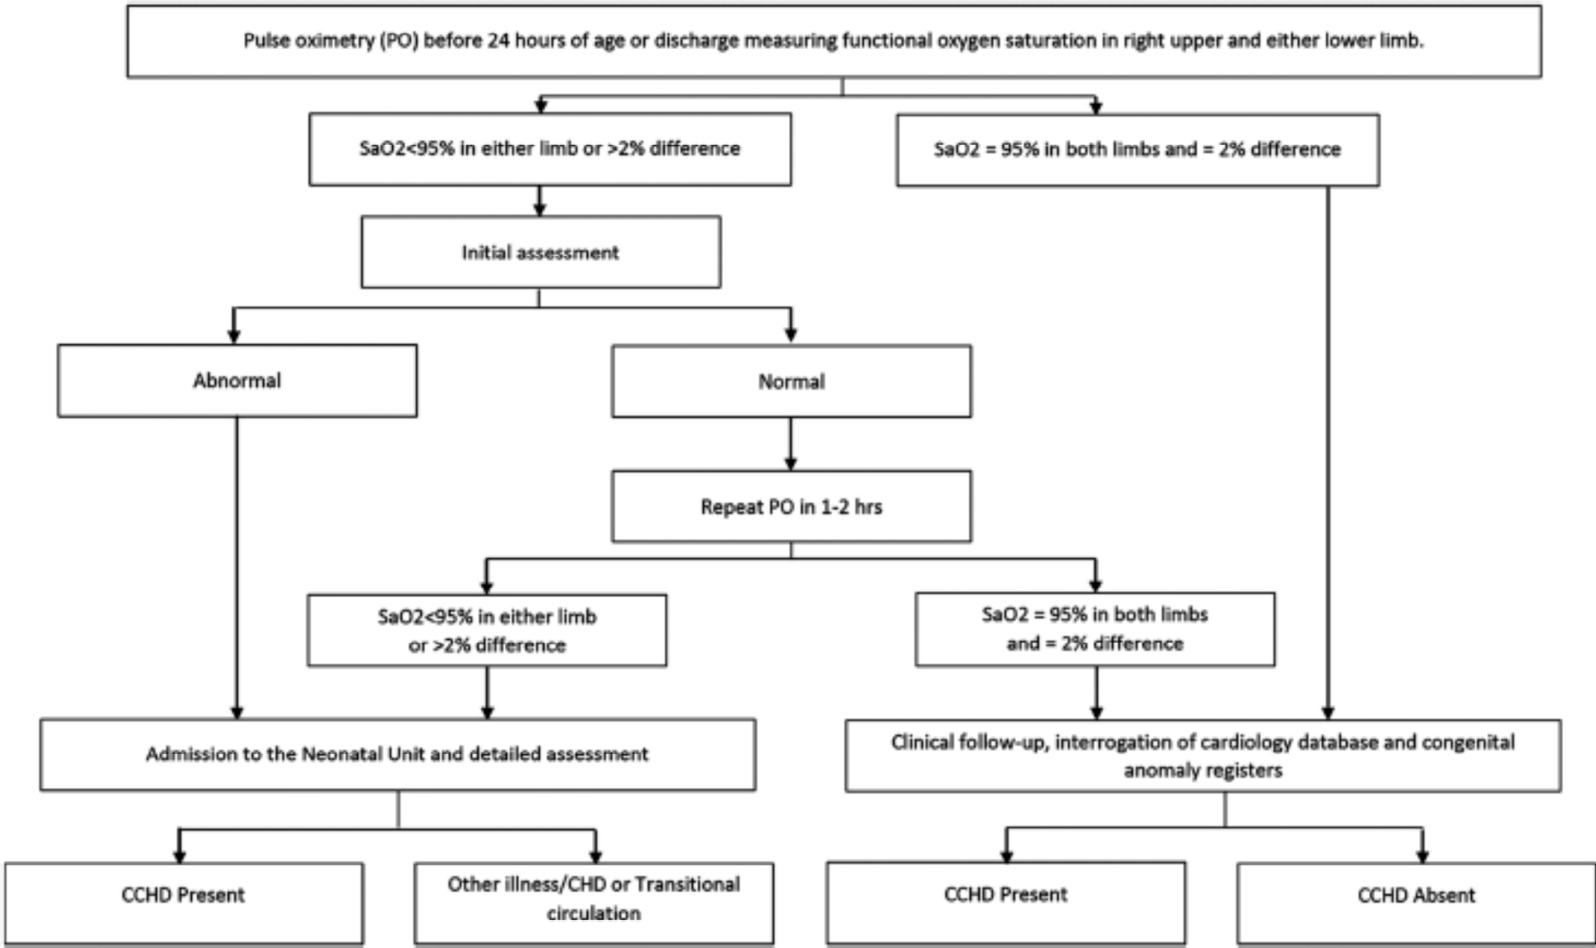 Pulse oximetry (PO) before 24 hours of age or discharge measuring functional oxygen saturation in right upper and either lower limb.
SaO2<95% in either limb or >2% difference
SaO2 = 95% in both limbs and = 2% difference
Initial assessment
Abnormal
Normal
Repeat PO in 1-2 hrs
SaO2<95% in either limb
or >2% difference
SaO2 = 95% in both limbs
and = 2% difference
Admission to the Neonatal Unit and detailed assessment
Clinical follow-up, interrogation of cardiology database and congenital
anomaly registers
CCHD Present
Other illness/CHD or Transitional
circulation
CCHD Present
CCHD Absent